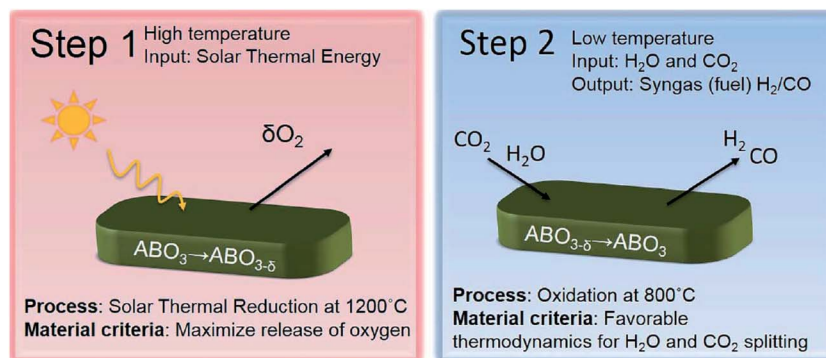 Step 1
High temperature
Input: Solar Thermal Energy
δO₂
ABO₃→ABO₃₋δ
Process: Solar Thermal Reduction at 1200°C
Material criteria: Maximize release of oxygen
Step 2
Low temperature
Input: H₂O and CO₂
Output: Syngas (fuel) H₂/CO
CO₂
H₂O
H₂
CO
ABO₃₋δ→ABO₃
Process: Oxidation at 800°C
Material criteria: Favorable
thermodynamics for H₂O and CO₂ splitting